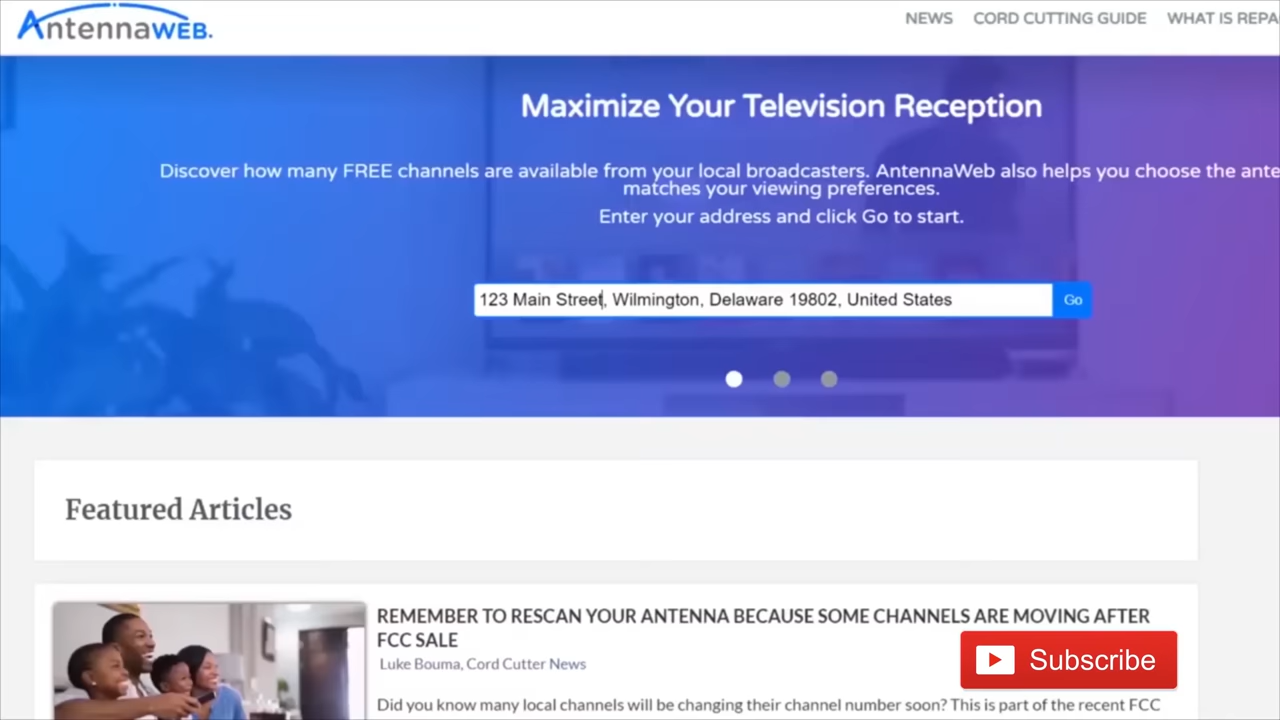 AntennaWEB.
NEWS CORD CUTTING GUIDE WHAT IS REPA
Maximize Your Television Reception
Discover how many FREE channels are available from your local broadcasters. AntennaWeb also helps you choose the ante
matches your viewing preferences.
Enter your address and click Go to start.
123 Main Street, Wilmington, Delaware 19802, United States Go
Featured Articles
REMEMBER TO RESCAN YOUR ANTENNA BECAUSE SOME CHANNELS ARE MOVING AFTER
FCC SALE
Luke Bouma, Cord Cutter News
Subscribe
Did you know many local channels will be changing their channel number soon? This is part of the recent FCC